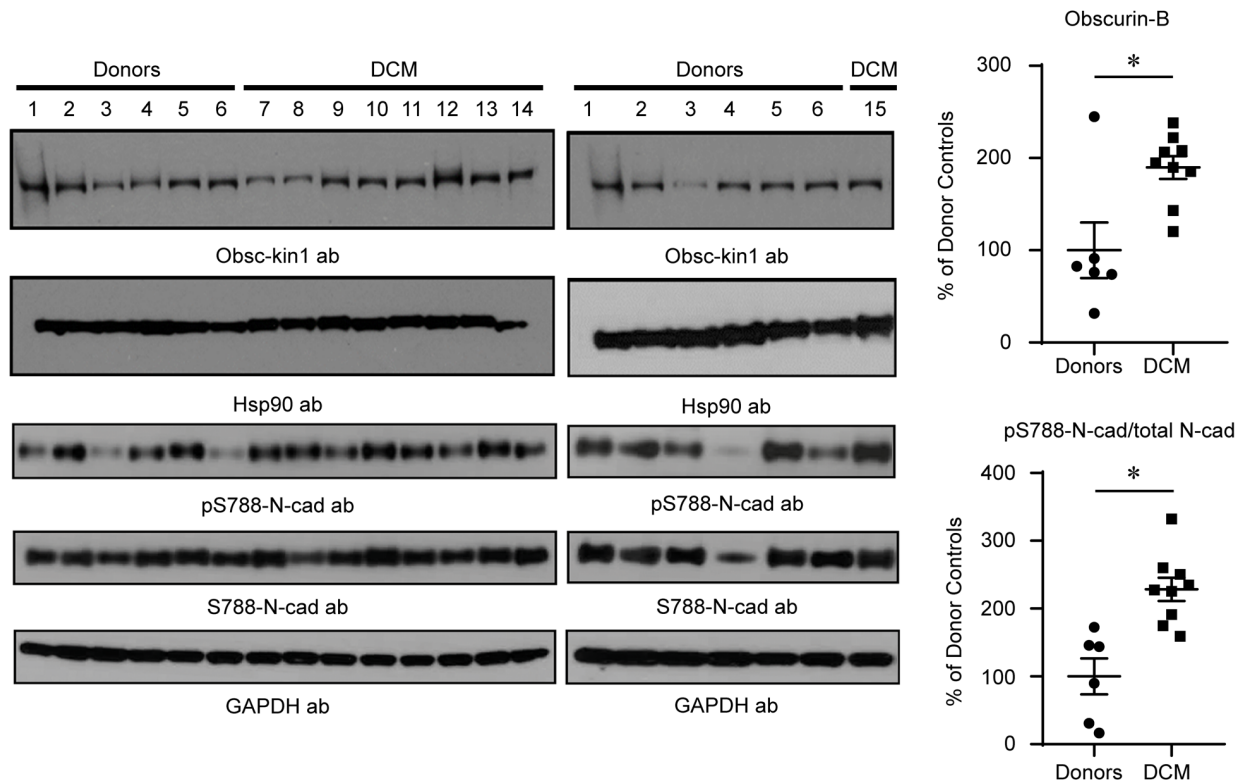 Donors DCM
1 2 3 4 5 6 7 8 9 10 11 12 13 14
Obsc-kin1 ab
Hsp90 ab
pS788-N-cad ab
S788-N-cad ab
GAPDH ab
Donors DCM
1 2 3 4 5 6 15
Obsc-kin1 ab
Hsp90 ab
pS788-N-cad ab
S788-N-cad ab
GAPDH ab
Obscurin-B
*
% of Donor Controls
300
200
100
0
Donors DCM
pS788-N-cad/total N-cad
*
% of Donor Controls
400
300
200
100
0
Donors DCM